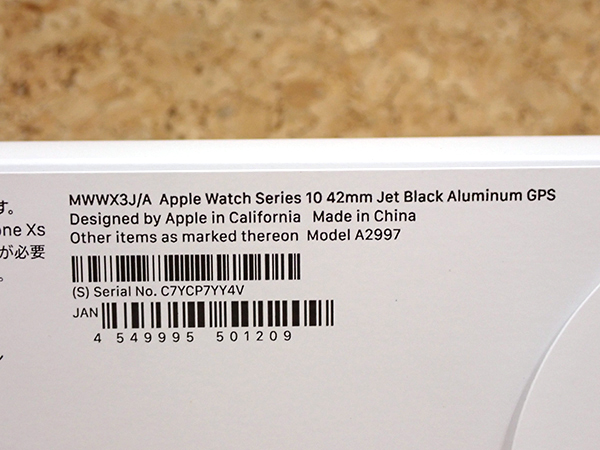 す。
one Xs
が必要
。
MWWX3J/A Apple Watch Series 10 42mm Jet Black Aluminum GPS
Designed by Apple in California Made in China
Other items as marked thereon Model A2997
(S) Serial No. C7YCP7YY4V
JAN
4 549995 501209